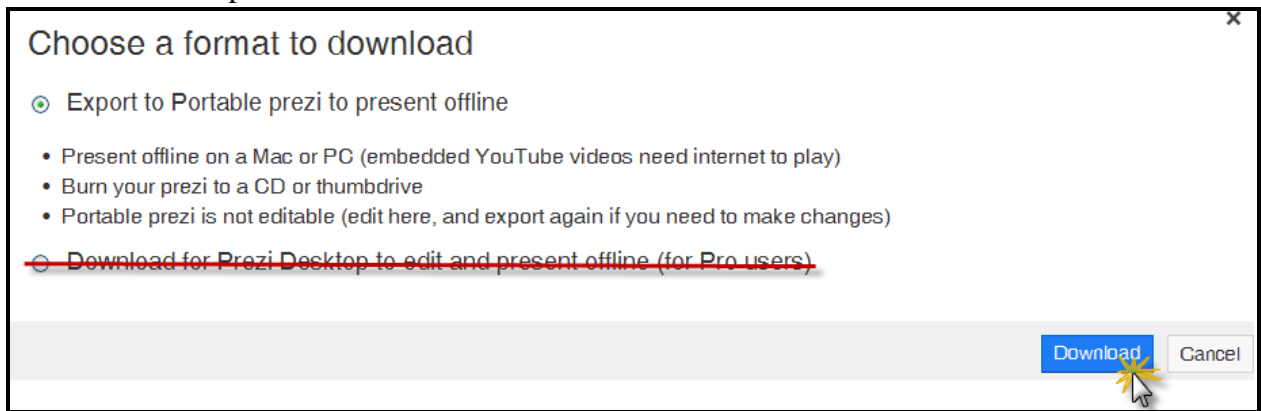 Choose a format to download
Export to Portable prezi to present offline
• Present offline on a Mac or PC (embedded YouTube videos need internet to play)
• Burn your prezi to a CD or thumbdrive
• Portable prezi is not editable (edit here, and export again if you need to make changes)
Download for Prezi Desktop to edit and present offline (for Pro users)
Download Cancel